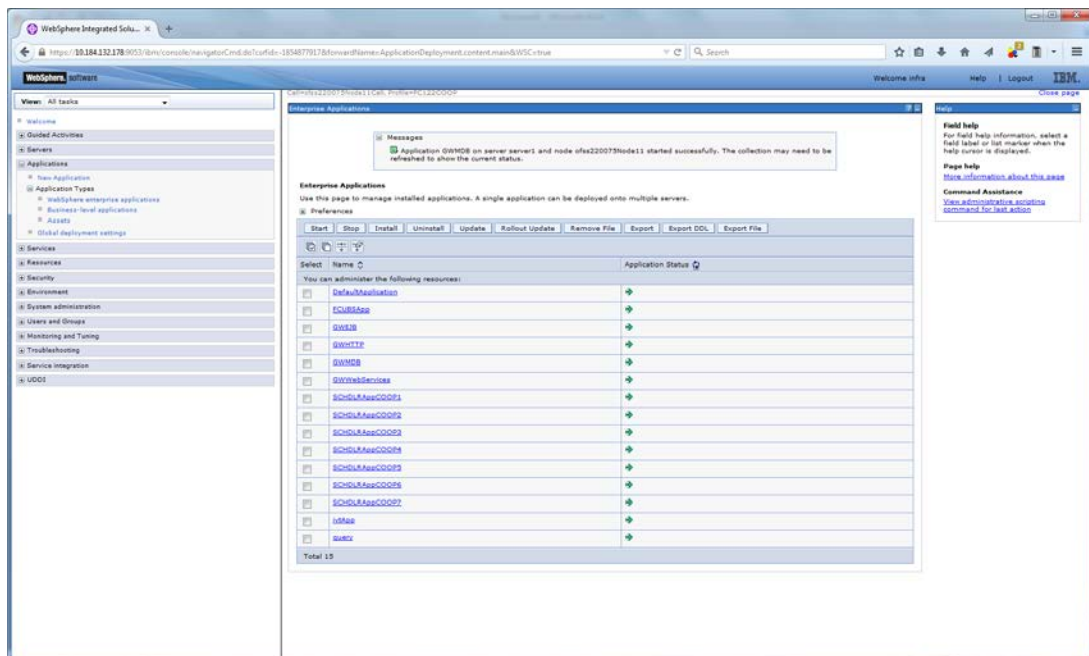 WebSphere Integrated Solu... × +
https://10.184.132.178:9053/ibm/console/navigatorCmd.do?corfid=-1834877917&forwardName=ApplicationDeployment.content.main&WSC=true
Search
WebSphere. software
Welcome infra Help | Logout IBM.
View: All tasks
Cell=ofss220075Node11Cell, Profile=FC122COOP
Close page
Welcome
Guided Activities
Servers
Applications
New Application
Application Types
WebSphere enterprise applications
Business-level applications
Assets
Global deployment settings
Services
Resources
Security
Environment
System administration
Users and Groups
Monitoring and Tuning
Troubleshooting
Service integration
UDDI
Enterprise Applications
Messages
Application GWMDB on server server1 and node ofss220075Node11 started successfully. The collection may need to be
refreshed to show the current status.
Enterprise Applications
Use this page to manage installed applications. A single application can be deployed onto multiple servers.
Preferences
Start Stop Install Uninstall Update Rollout Update Remove File Export Export DDL Export File
Select Name Application Status
You can administer the following resources:
DefaultApplication
FCUBSApp
GWEJB
GWHTTP
GWMDB
GWWebServices
SCHDLRAppCOOP1
SCHDLRAppCOOP2
SCHDLRAppCOOP3
SCHDLRAppCOOP4
SCHDLRAppCOOP5
SCHDLRAppCOOP6
SCHDLRAppCOOP7
ivtApp
query
Total 15
Help
Field help
For field help information, select a
field label or list marker when the
help cursor is displayed.
Page help
More information about this page
Command Assistance
View administrative scripting
command for last action